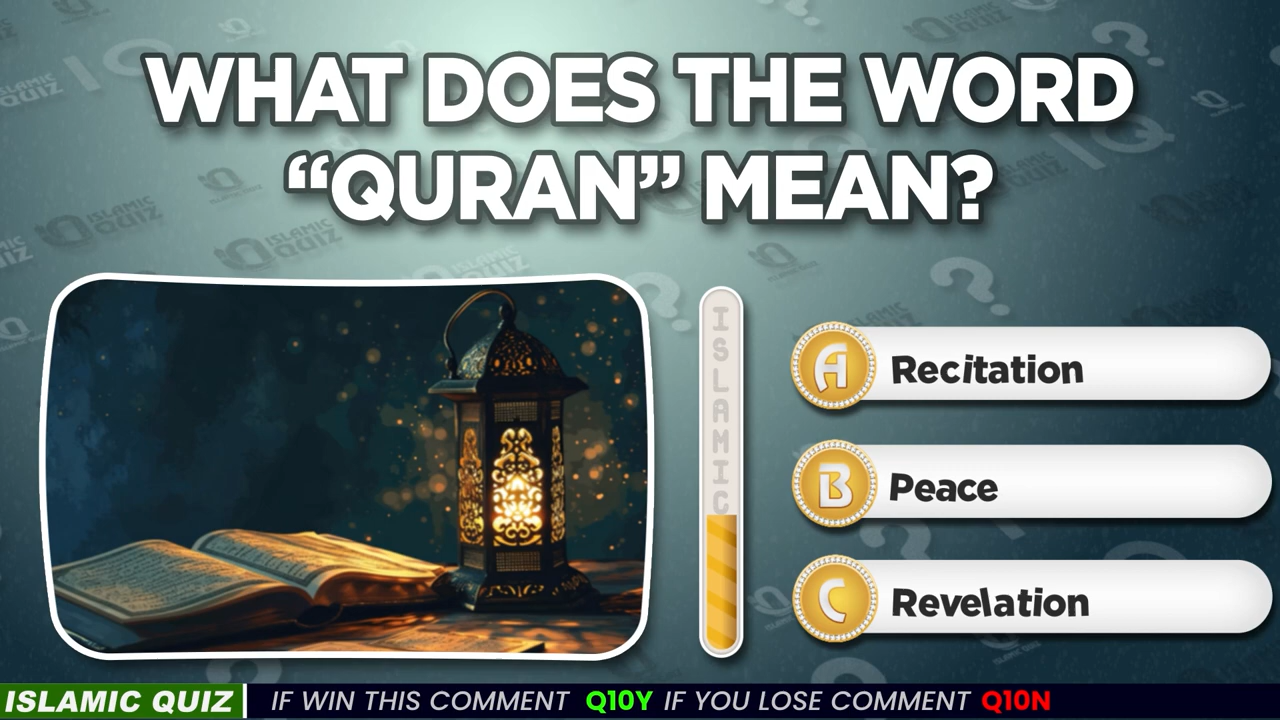 WHAT DOES THE WORD
“QURAN” MEAN?
ISLAMIC
A Recitation
B Peace
C Revelation
ISLAMIC QUIZ IF WIN THIS COMMENT Q10Y IF YOU LOSE COMMENT Q10N